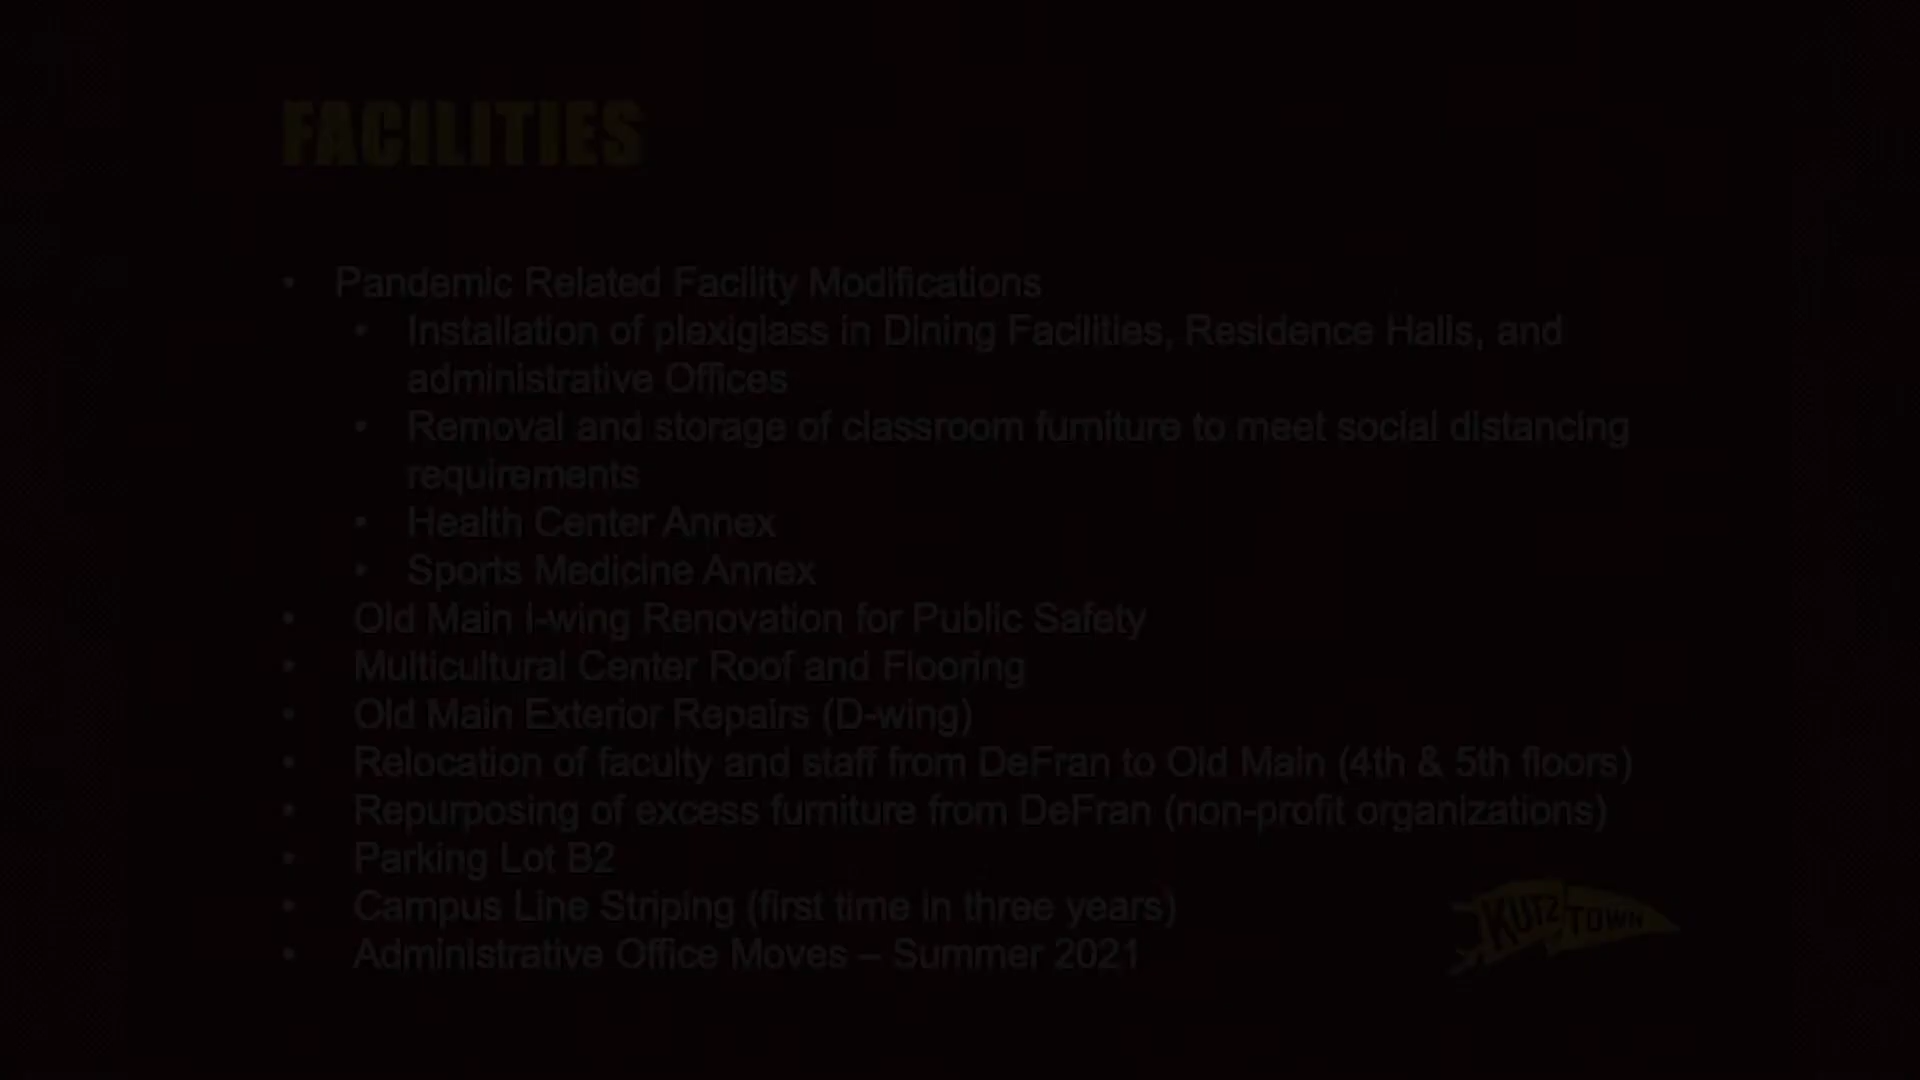 FACILITIES
• Pandemic Related Facility Modifications
• Installation of plexiglass in Dining Facilities, Residence Halls, and
administrative Offices
• Removal and storage of classroom furniture to meet social distancing
requirements
• Health Center Annex
• Sports Medicine Annex
• Old Main I-wing Renovation for Public Safety
• Multicultural Center Roof and Flooring
• Old Main Exterior Repairs (D-wing)
• Relocation of faculty and staff from DeFran to Old Main (4th & 5th floors)
• Repurposing of excess furniture from DeFran (non-profit organizations)
• Parking Lot B2
• Campus Line Striping (first time in three years)
• Administrative Office Moves – Summer 2021
KUTZTOWN